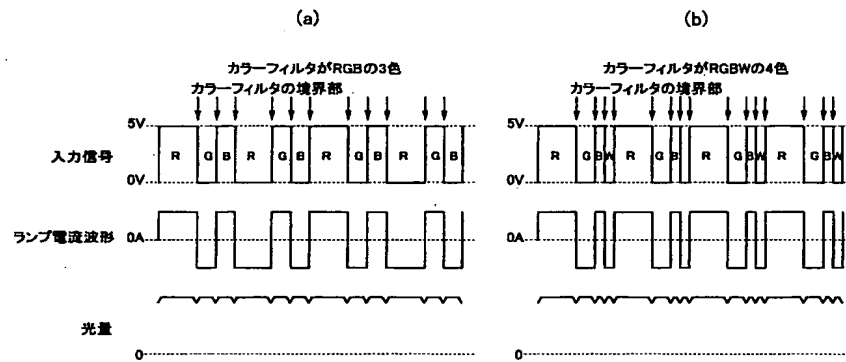 (a)
(b)
カラーフィルタがRGBの3色
カラーフィルタがRGBWの4色
カラーフィルタの境界部
カラーフィルタの境界部
入力信号
5V
0V
R G B R G B R G B R G B
5V
0V
R G B W R G B R G B W R G B W
ランプ電流波形
0A
0A
光量
0
0